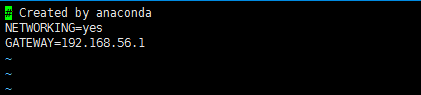 # Created by anaconda
NETWORKING=yes
GATEWAY=192.168.56.1
~
~
~